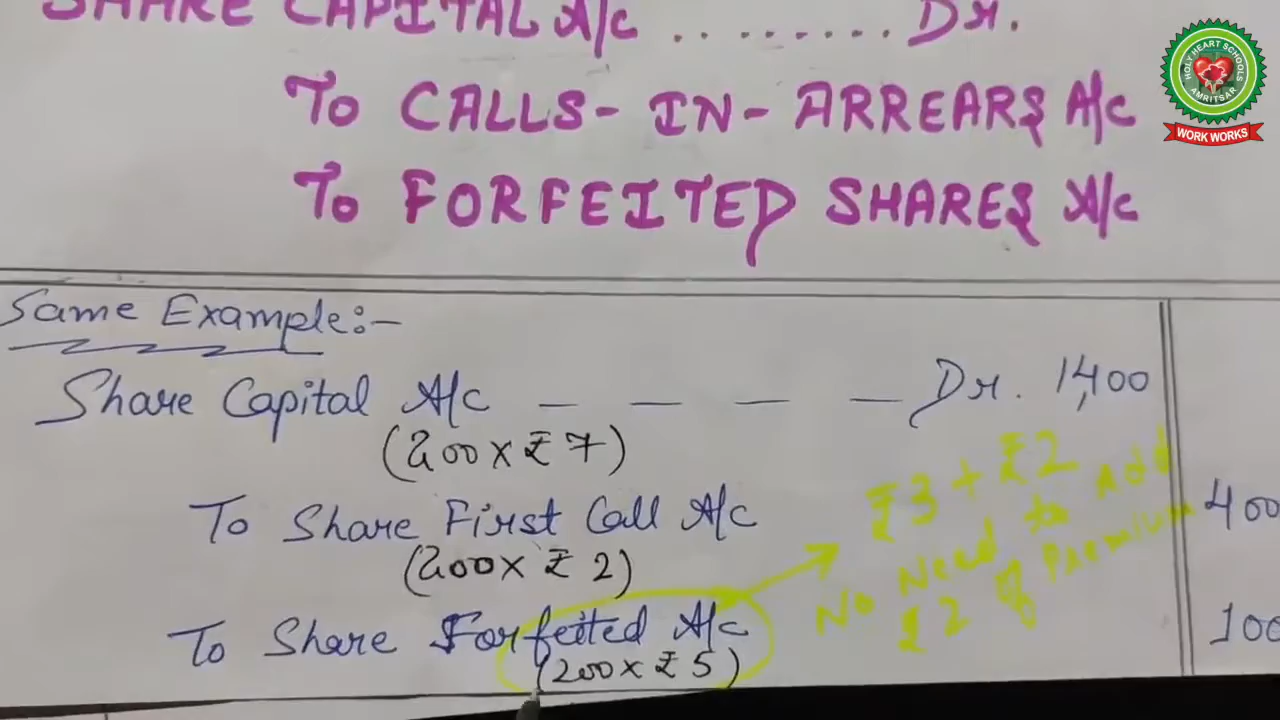 SHARE CAPITAL A/c ......... Dr.
To CALLS-IN-ARREARS A/c
To FORFEITED SHARES A/c
HOLY HEART SCHOOLS
AMRITSAR
WORK WORKS
Same Example:-
Share Capital A/c — — — — Dr. 1,400
(200 x ₹ 7)
To Share First Call A/c 400
(200 x ₹ 2)
To Share Forfeited A/c 100
(200 x ₹ 5)
₹3 + ₹2
No Need to Add
₹2 of Premium